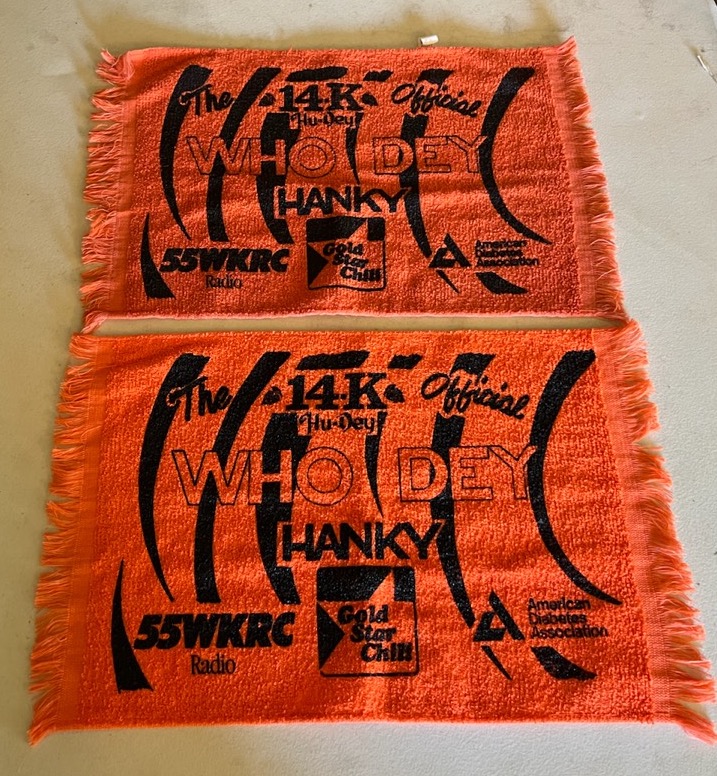 The 14-K Official
Hu-Dey
WHO DEY
HANKY
55WKRC
Radio
Gold
Star
Chili
American
Diabetes
Association
The 14-K Official
Hu-Dey
WHO DEY
HANKY
55WKRC
Radio
Gold
Star
Chili
American
Diabetes
Association